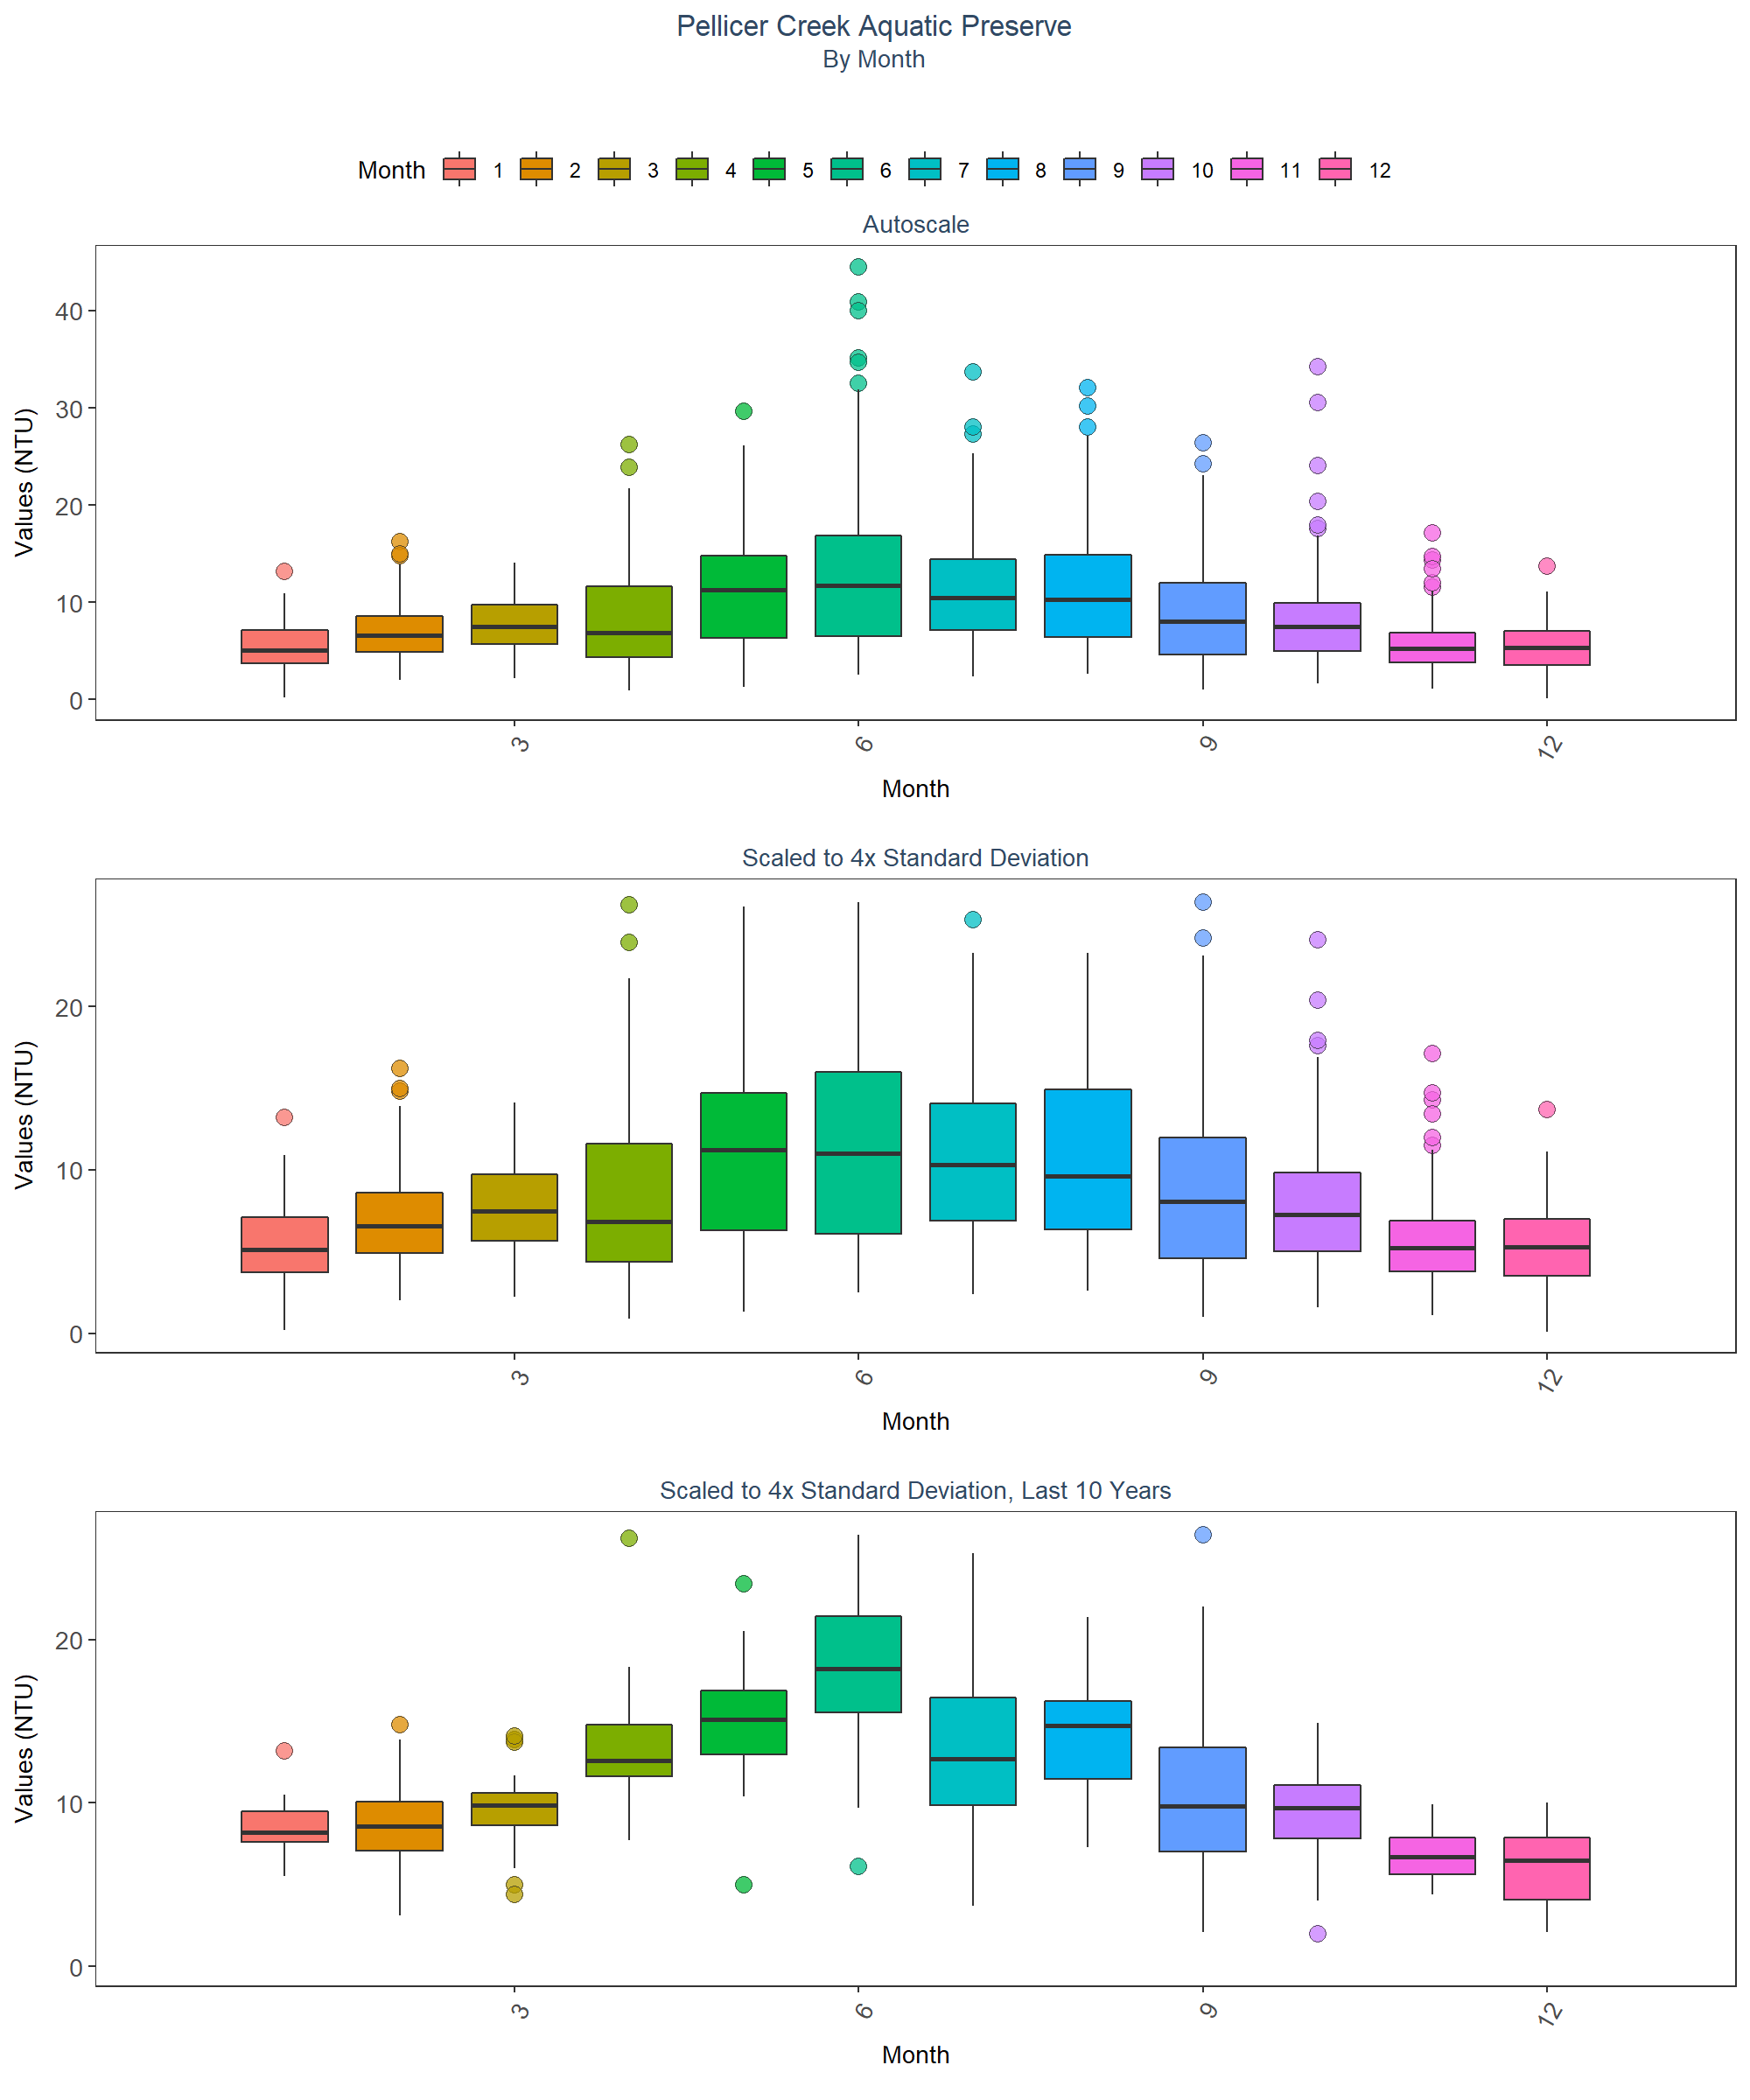 Pellicer Creek Aquatic Preserve
By Month
Month 1 2 3 4 5 6 7 8 9 10 11 12
Autoscale
Values (NTU)
40
30
20
10
0
3 6 9 12
Month
Scaled to 4x Standard Deviation
Values (NTU)
20
10
0
3 6 9 12
Month
Scaled to 4x Standard Deviation, Last 10 Years
Values (NTU)
20
10
0
3 6 9 12
Month